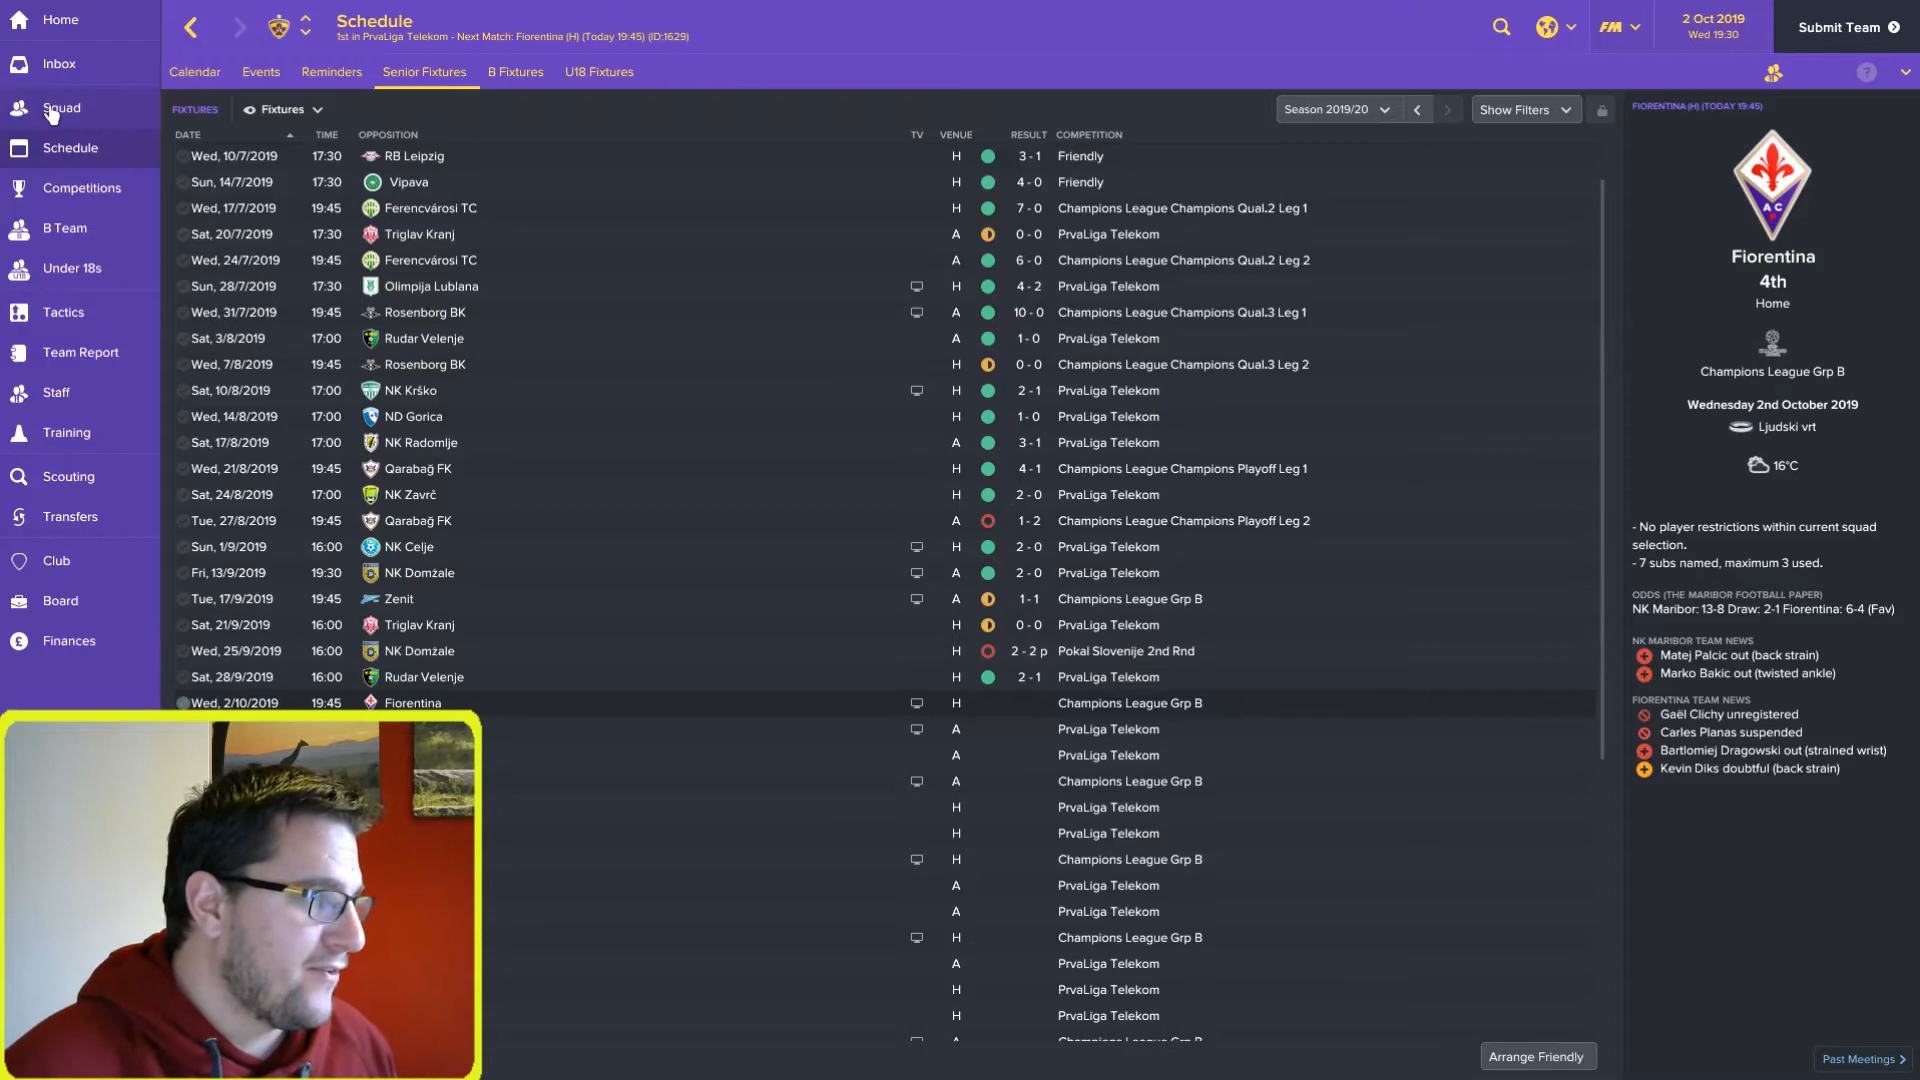 Home
Inbox
Squad
Schedule
Competitions
B Team
Under 18s
Tactics
Team Report
Staff
Training
Scouting
Transfers
Club
Board
Finances
Schedule
1st in PrvaLiga Telekom - Next Match: Fiorentina (H) (Today 19:45) (ID:1629)
FM
2 Oct 2019
Wed 19:30
Submit Team
Calendar Events Reminders Senior Fixtures B Fixtures U18 Fixtures
FIXTURES Fixtures Season 2019/20 Show Filters
DATE TIME OPPOSITION TV VENUE RESULT COMPETITION
Wed, 10/7/2019 17:30 RB Leipzig H 3 - 1 Friendly
Sun, 14/7/2019 17:30 Vipava H 4 - 0 Friendly
Wed, 17/7/2019 19:45 Ferencvárosi TC H 7 - 0 Champions League Champions Qual.2 Leg 1
Sat, 20/7/2019 17:30 Triglav Kranj A 0 - 0 PrvaLiga Telekom
Wed, 24/7/2019 19:45 Ferencvárosi TC A 6 - 0 Champions League Champions Qual.2 Leg 2
Sun, 28/7/2019 17:30 Olimpija Lublana H 4 - 2 PrvaLiga Telekom
Wed, 31/7/2019 19:45 Rosenborg BK A 10 - 0 Champions League Champions Qual.3 Leg 1
Sat, 3/8/2019 17:00 Rudar Velenje A 1 - 0 PrvaLiga Telekom
Wed, 7/8/2019 19:45 Rosenborg BK H 0 - 0 Champions League Champions Qual.3 Leg 2
Sat, 10/8/2019 17:00 NK Krško H 2 - 1 PrvaLiga Telekom
Wed, 14/8/2019 17:00 ND Gorica H 1 - 0 PrvaLiga Telekom
Sat, 17/8/2019 17:00 NK Radomlje A 3 - 1 PrvaLiga Telekom
Wed, 21/8/2019 19:45 Qarabağ FK H 4 - 1 Champions League Champions Playoff Leg 1
Sat, 24/8/2019 17:00 NK Zavrč H 2 - 0 PrvaLiga Telekom
Tue, 27/8/2019 19:45 Qarabağ FK A 1 - 2 Champions League Champions Playoff Leg 2
Sun, 1/9/2019 16:00 NK Celje H 2 - 0 PrvaLiga Telekom
Fri, 13/9/2019 19:30 NK Domžale A 2 - 0 PrvaLiga Telekom
Tue, 17/9/2019 19:45 Zenit A 1 - 1 Champions League Grp B
Sat, 21/9/2019 16:00 Triglav Kranj H 0 - 0 PrvaLiga Telekom
Wed, 25/9/2019 16:00 NK Domžale H 2 - 2 p Pokal Slovenije 2nd Rnd
Sat, 28/9/2019 16:00 Rudar Velenje H 2 - 1 PrvaLiga Telekom
Wed, 2/10/2019 19:45 Fiorentina H Champions League Grp B
A PrvaLiga Telekom
A PrvaLiga Telekom
A Champions League Grp B
H PrvaLiga Telekom
H PrvaLiga Telekom
H Champions League Grp B
A PrvaLiga Telekom
A PrvaLiga Telekom
H Champions League Grp B
A PrvaLiga Telekom
H PrvaLiga Telekom
H PrvaLiga Telekom
A Champions League Grp B
Arrange Friendly
FIORENTINA (H) (TODAY 19:45)
AC F
Fiorentina
4th
Home
Champions League Grp B
Wednesday 2nd October 2019
Ljudski vrt
16°C
- No player restrictions within current squad
selection.
- 7 subs named, maximum 3 used.
ODDS (THE MARIBOR FOOTBALL PAPER)
NK Maribor: 13-8 Draw: 2-1 Fiorentina: 6-4 (Fav)
NK MARIBOR TEAM NEWS
Matej Palcic out (back strain)
Marko Bakic out (twisted ankle)
FIORENTINA TEAM NEWS
Gaël Clichy unregistered
Carles Planas suspended
Bartlomiej Dragowski out (strained wrist)
Kevin Diks doubtful (back strain)
Past Meetings